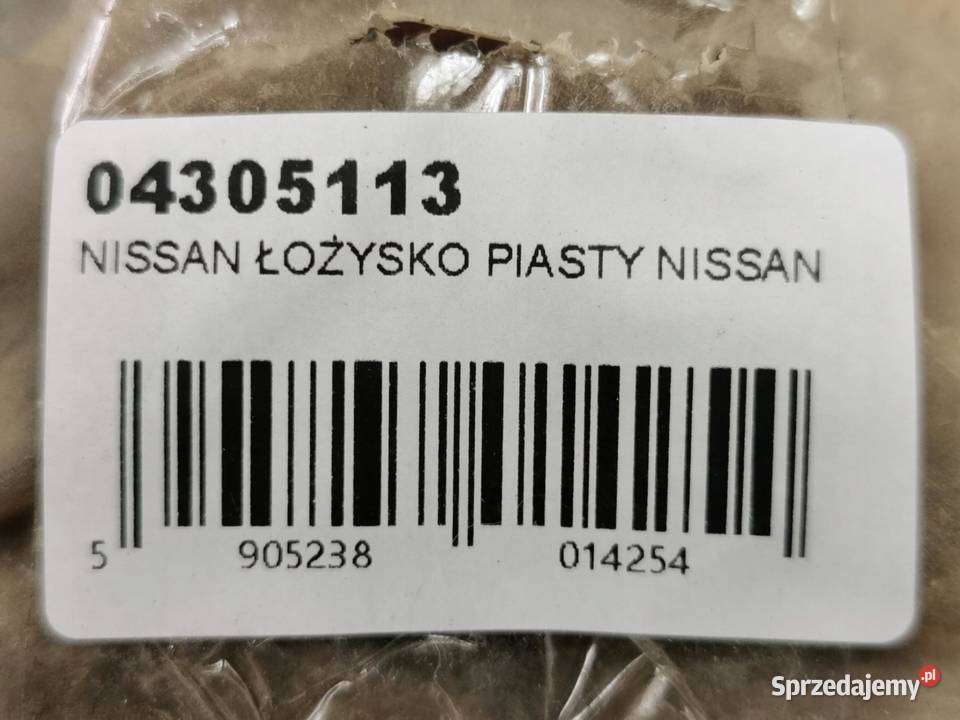 04305113
NISSAN ŁOŻYSKO PIASTY NISSAN
5 905238 014254
Sprzedajemy.pl